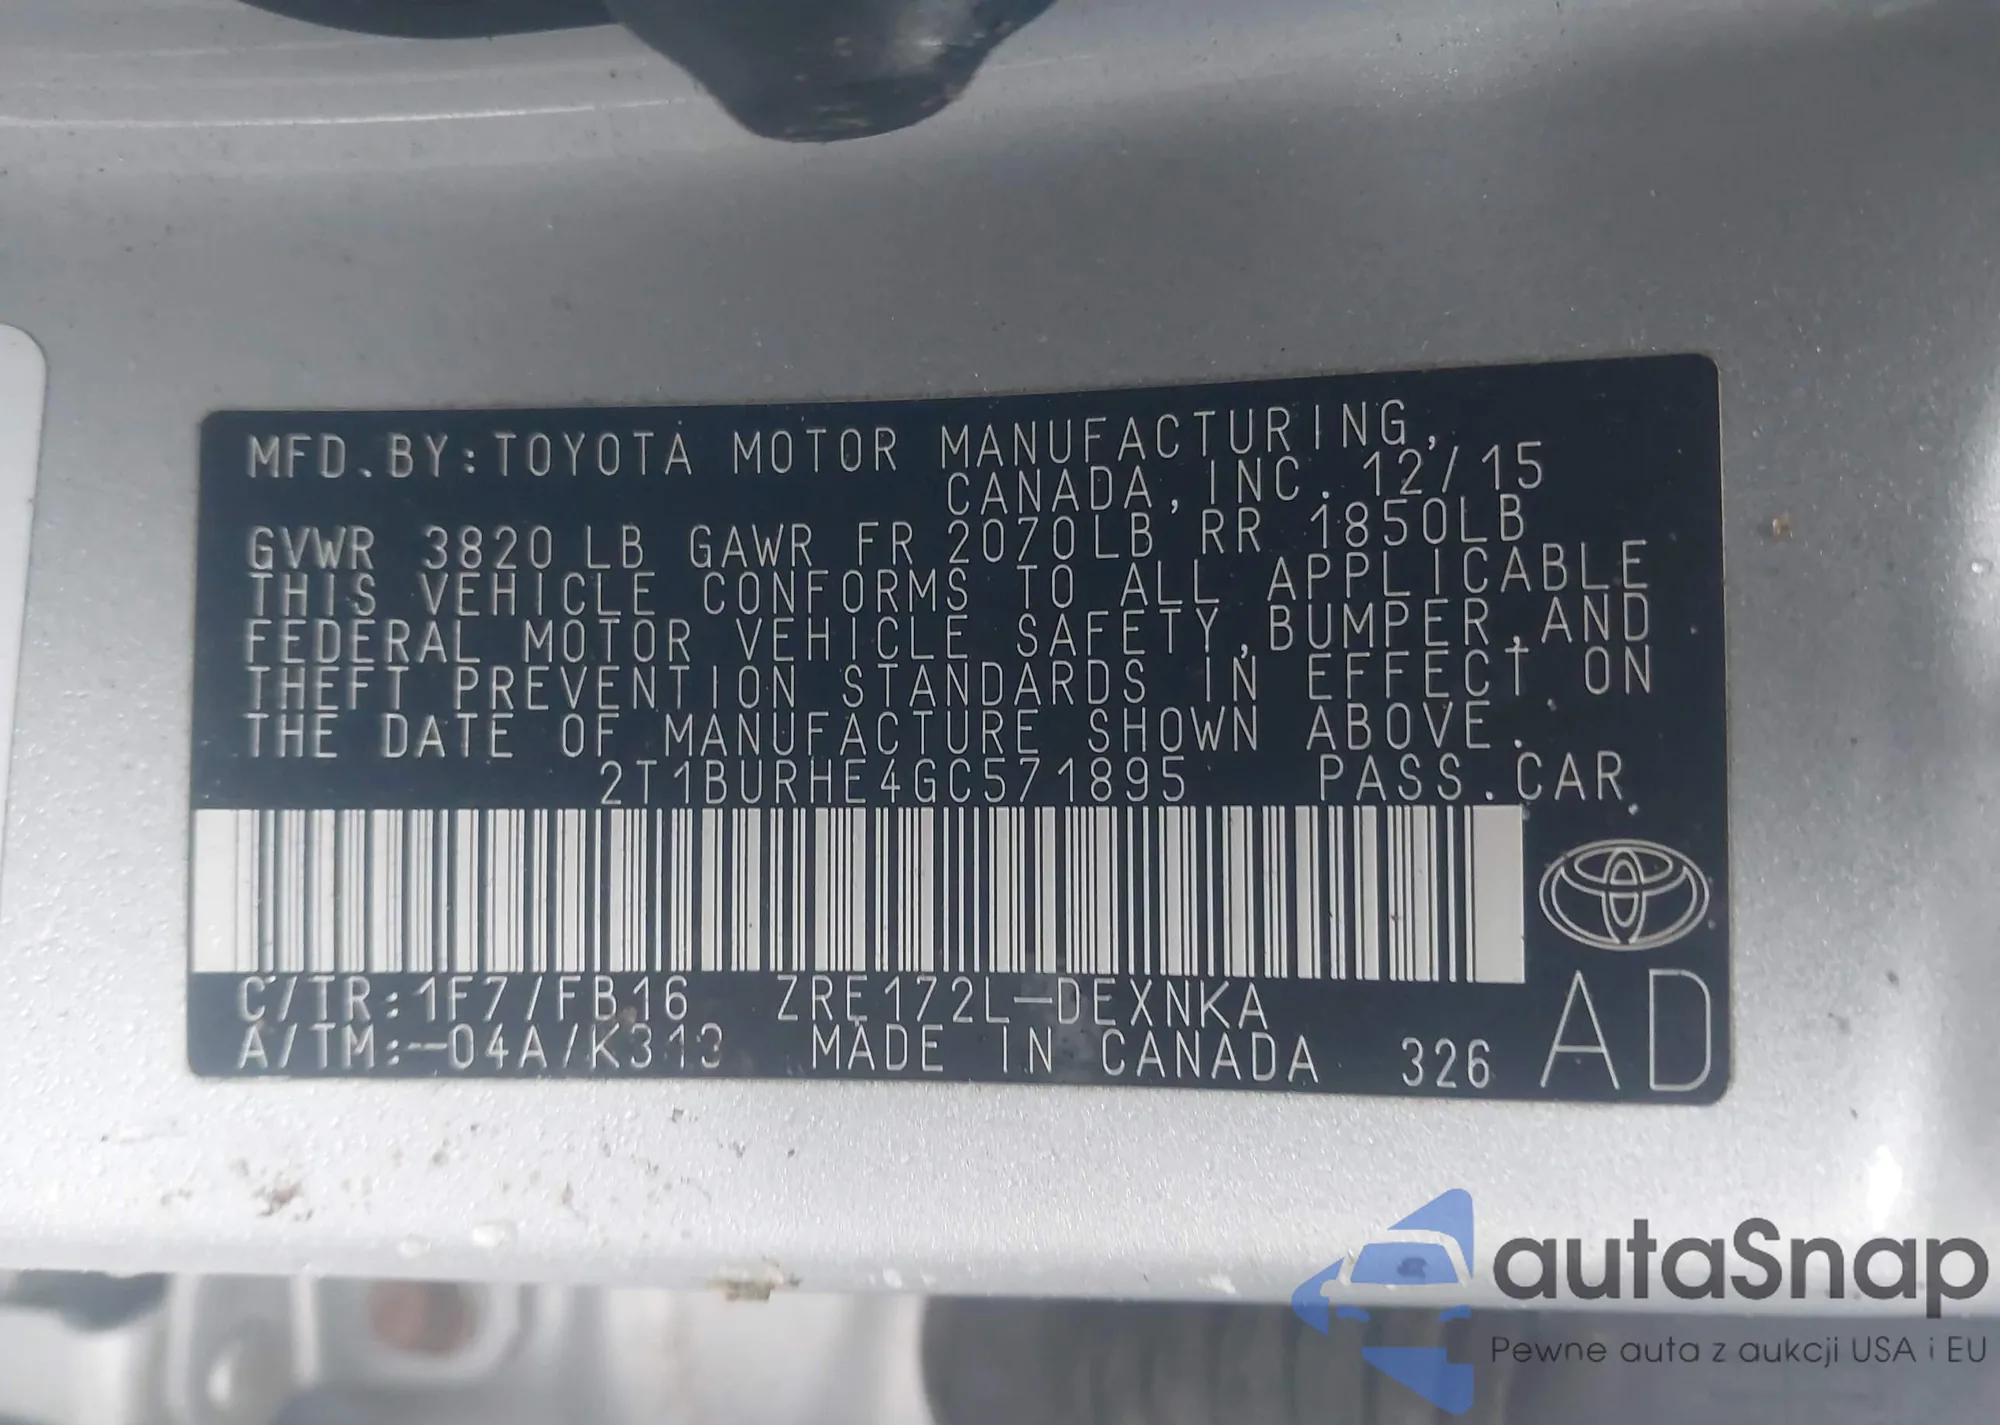 MFD.BY:TOYOTA MOTOR MANUFACTURING,
CANADA,INC. 12/15
GVWR 3820 LB GAWR FR 2070LB RR 1850LB
THIS VEHICLE CONFORMS TO ALL APPLICABLE
FEDERAL MOTOR VEHICLE SAFETY,BUMPER,AND
THEFT PREVENTION STANDARDS IN EFFECT ON
THE DATE OF MANUFACTURE SHOWN ABOVE.
2T1BURHE4GC571895 PASS.CAR
C/TR:1F7/FB16 ZRE172L-DEXNKA
A/TM:-04A/K313 MADE IN CANADA 326
AD
autaSnap
Pewne auta z aukcji USA i EU